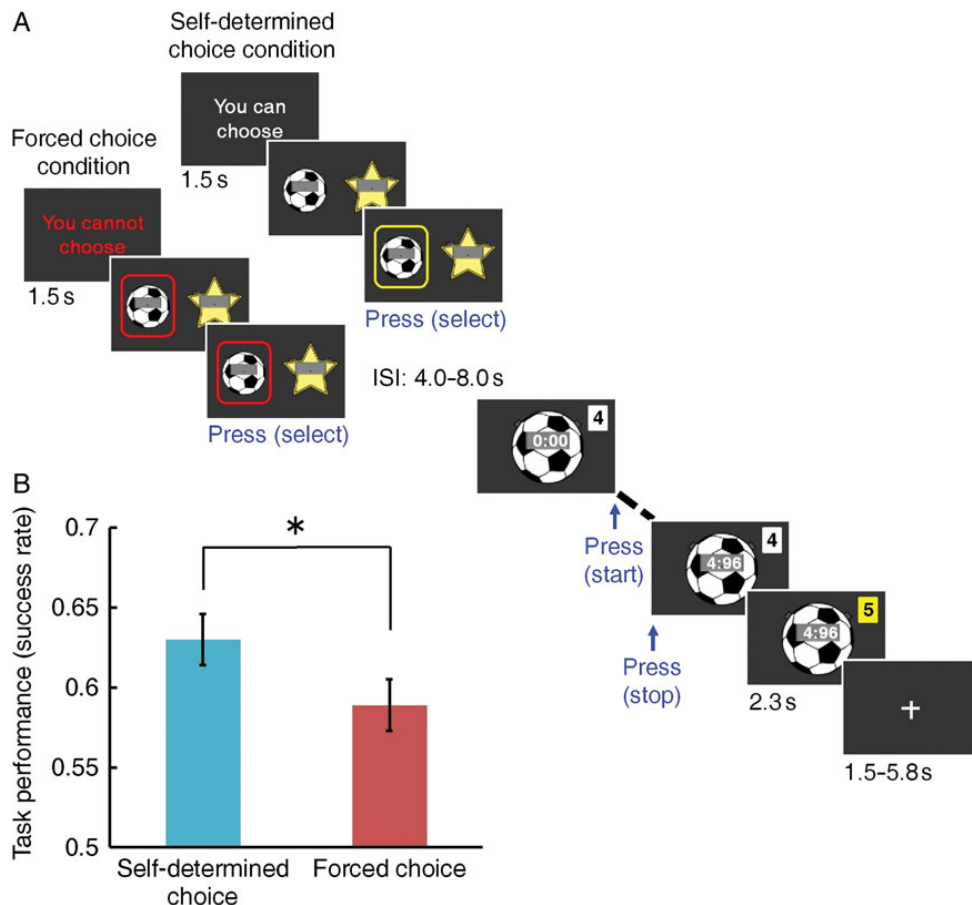 A
Self-determined
choice condition
You can
choose
1.5 s
Forced choice
condition
You cannot
choose
1.5 s
Press (select)
Press (select)
ISI: 4.0–8.0 s
0:00
4
Press
(start)
4:96
4
Press
(stop)
4:96
5
2.3 s
1.5–5.8s
B
Task performance (success rate)
0.7
0.65
0.6
0.55
0.5
*
Self-determined
choice
Forced choice